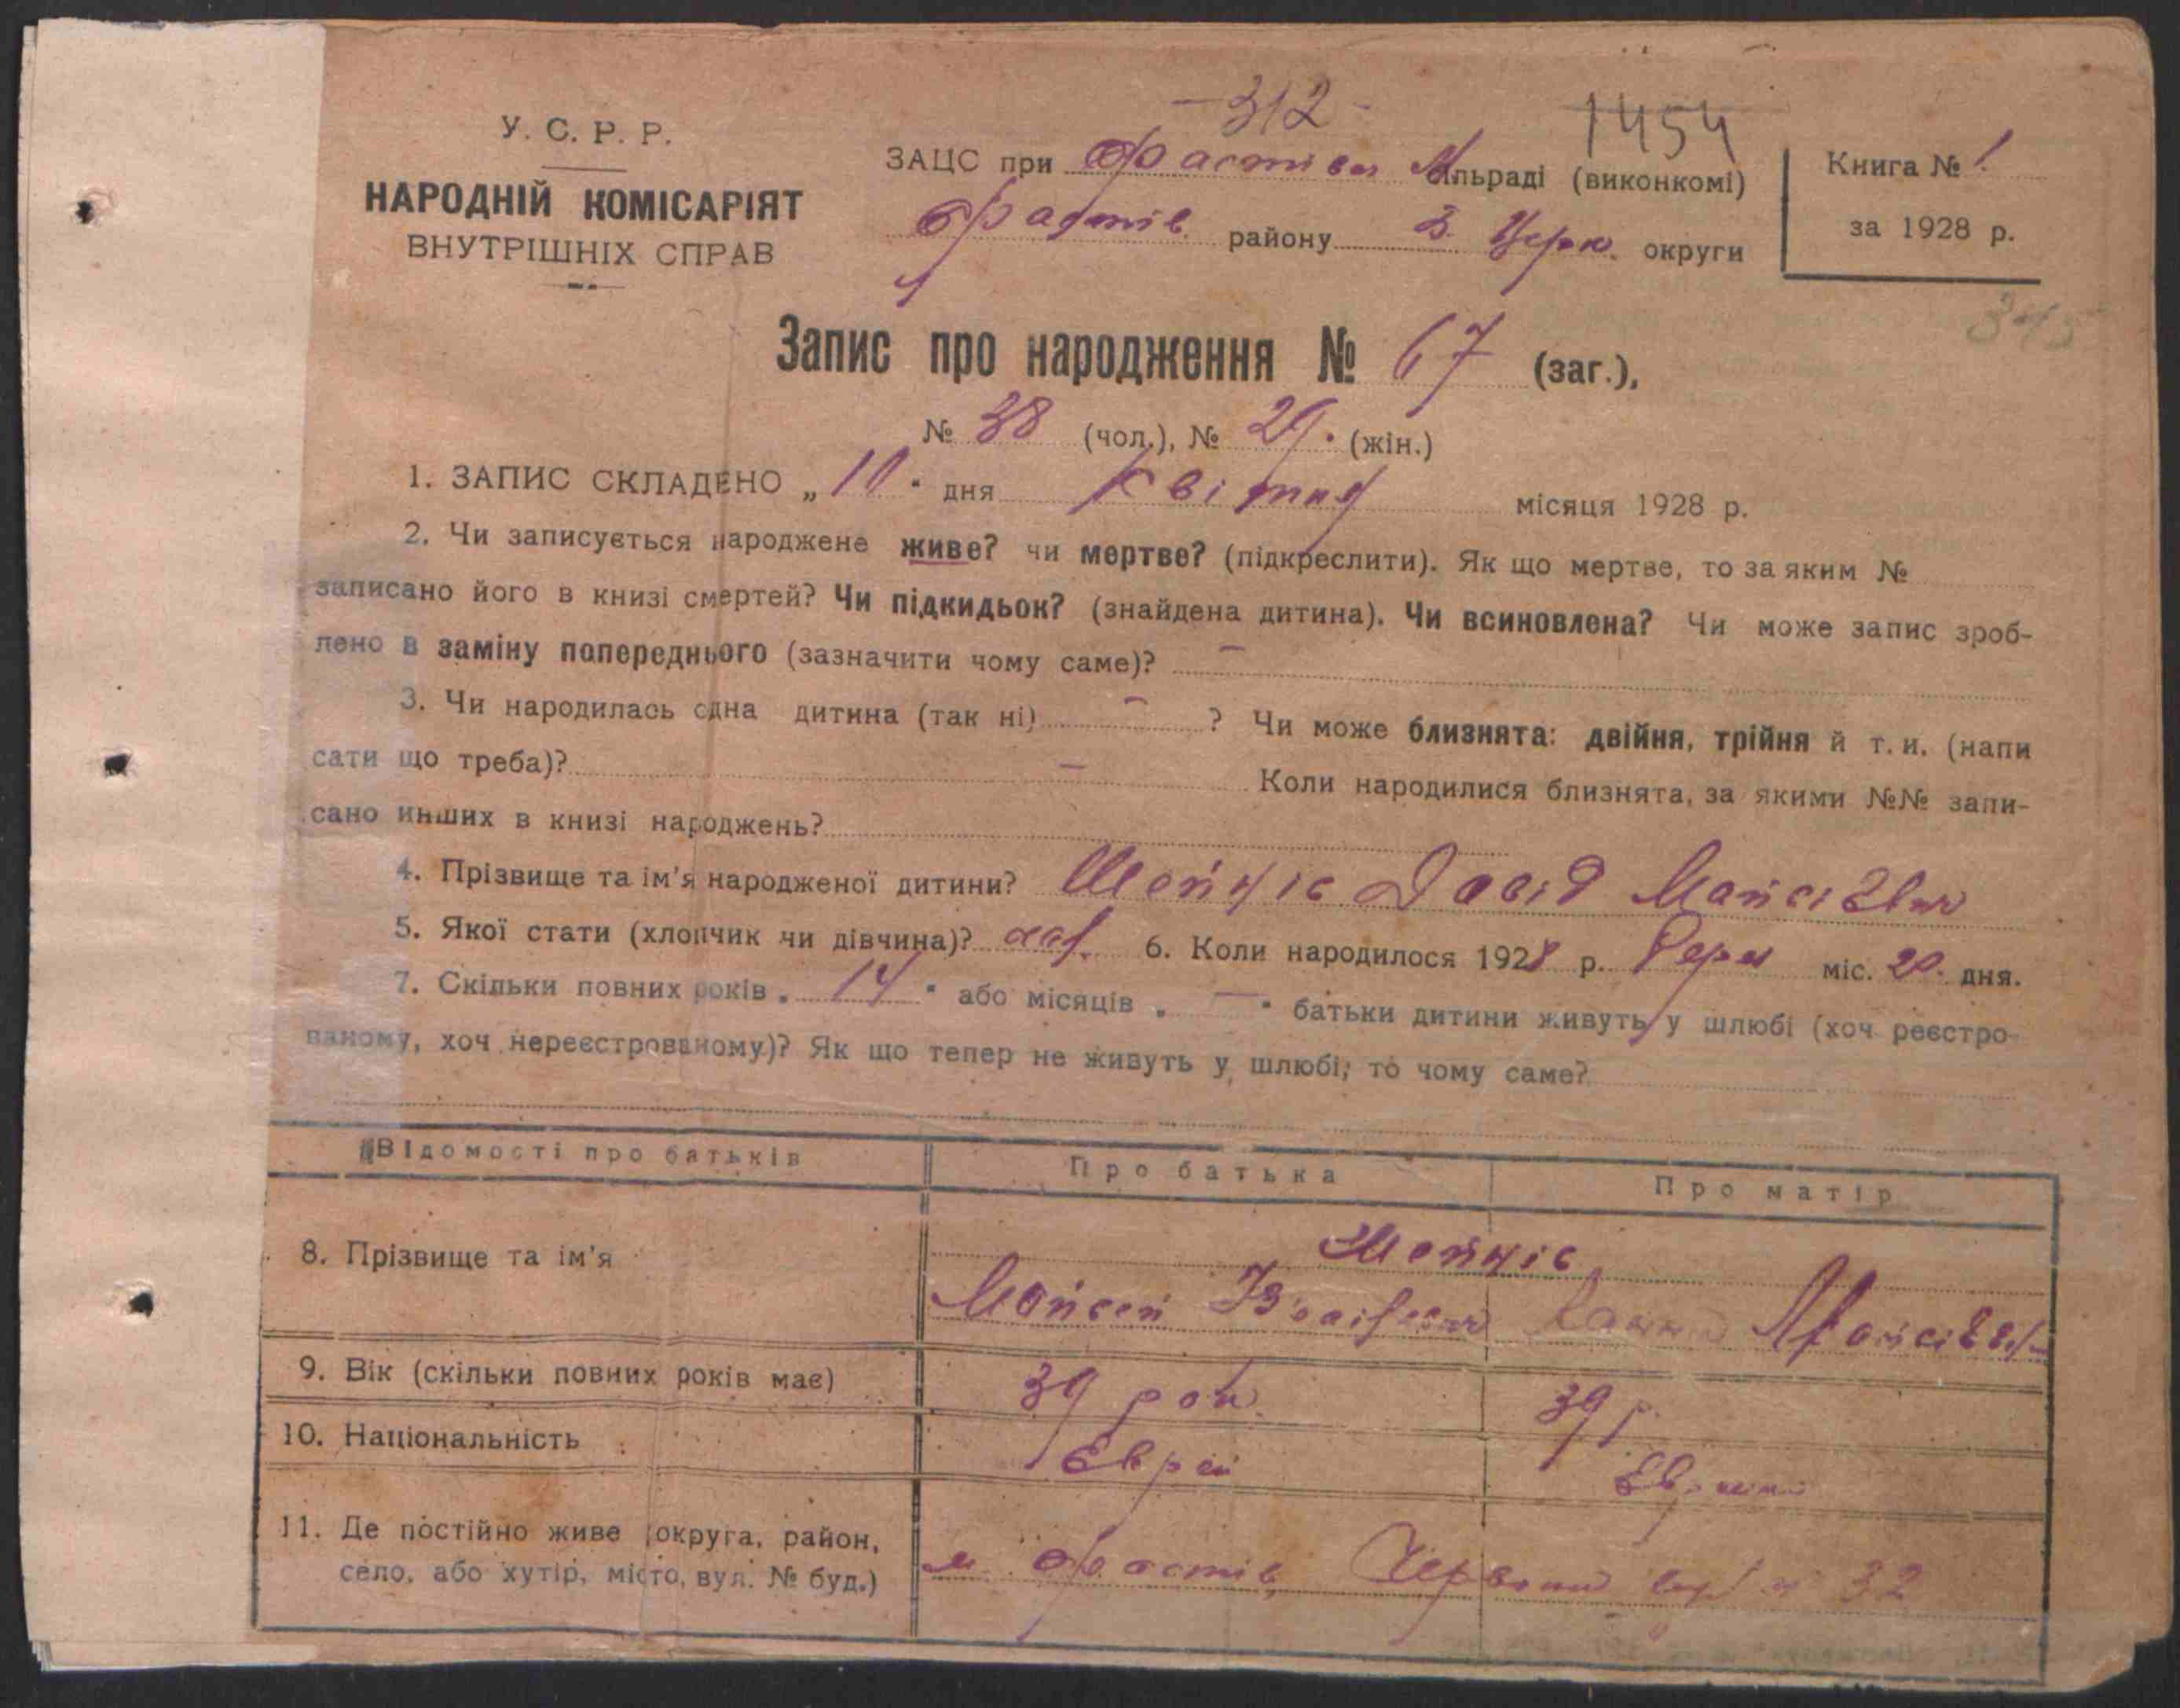 - 312 -
1454
У. С. Р. Р.
НАРОДНІЙ КОМІСАРІЯТ
ВНУТРІШНІХ СПРАВ
ЗАЦС при Фастівск М ільраді (виконкомі)
Фастів. району Б. Церк. округи
Книга № 1
за 1928 р.
345
Запис про народження № 67 (заг.),
№ 38 (чол.), № 29. (жін.)
1. ЗАПИС СКЛАДЕНО „ 10 " дня Квітня місяця 1928 р.
2. Чи записується народжене живе? чи мертве? (підкреслити). Як що мертве, то за яким №
записано його в книзі смертей? Чи підкидьок? (знайдена дитина). Чи всиновлена? Чи може запис зроб-
лено в заміну попереднього (зазначити чому саме)? —
3. Чи народилась одна дитина (так ні) — ? Чи може близнята: двійня, трійня й т. и. (напи
сати що треба)? — Коли народилися близнята, за якими №№ запи-
сано инших в книзі народжень?
4. Прізвище та ім'я народженої дитини? Шейніс Давід Мойсі
5. Якої стати (хлопчик чи дівчина)? 6. Коли народилося 1928 р. міс. 20. дня.
7. Скільки повних років „ 14 " або місяців „ — " батьки дитини живуть у шлюбі (хоч реєстро-
ваному, хоч нереєстрованому)? Як що тепер не живуть у шлюбі, то чому саме?
Відомості про батьків Про батька Про матір
8. Прізвище та ім'я Шейніс
Мойсей
9. Вік (скільки повних років має) 39 рок. 39 р.
10. Національність Єврей
11. Де постійно живе (округа, район, м. Фастів, 32
село, або хутір, місто, вул. № буд.)